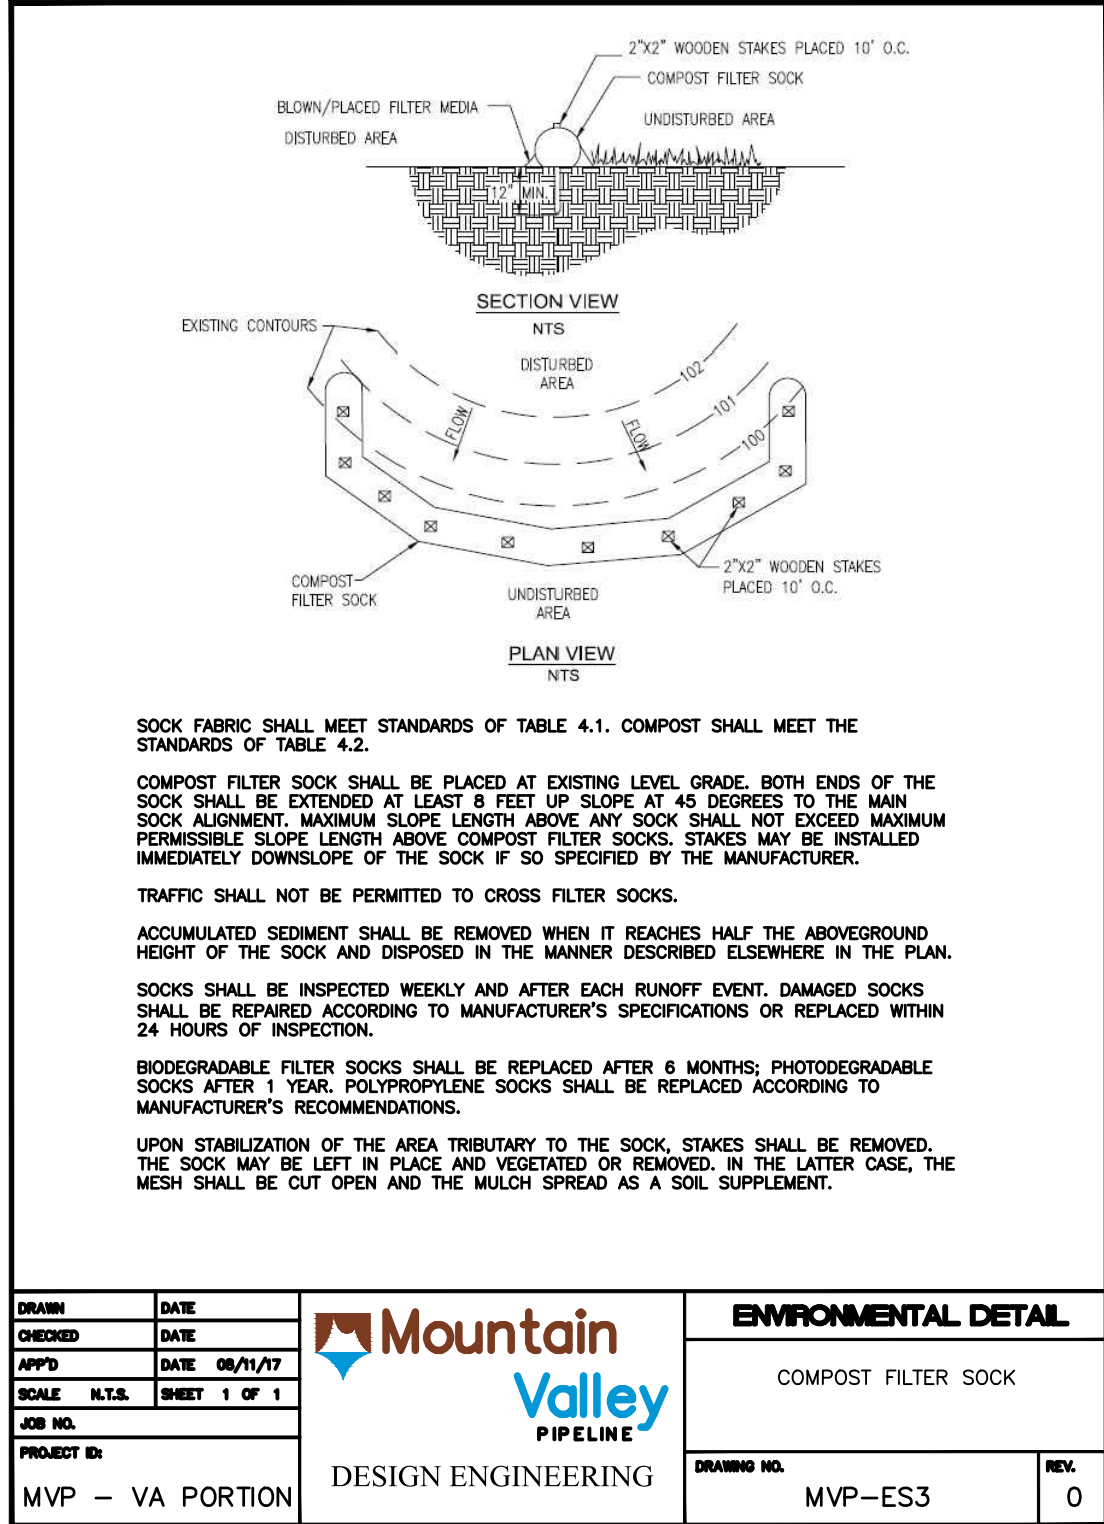 2"X2" WOODEN STAKES PLACED 10' O.C.
COMPOST FILTER SOCK
BLOWN/PLACED FILTER MEDIA
UNDISTURBED AREA
DISTURBED AREA
12" MIN.
SECTION VIEW
NTS
EXISTING CONTOURS
DISTURBED
AREA
102
101
100
FLOW
FLOW
2"X2" WOODEN STAKES
PLACED 10' O.C.
COMPOST
FILTER SOCK
UNDISTURBED
AREA
PLAN VIEW
NTS
SOCK FABRIC SHALL MEET STANDARDS OF TABLE 4.1. COMPOST SHALL MEET THE
STANDARDS OF TABLE 4.2.
COMPOST FILTER SOCK SHALL BE PLACED AT EXISTING LEVEL GRADE. BOTH ENDS OF THE
SOCK SHALL BE EXTENDED AT LEAST 8 FEET UP SLOPE AT 45 DEGREES TO THE MAIN
SOCK ALIGNMENT. MAXIMUM SLOPE LENGTH ABOVE ANY SOCK SHALL NOT EXCEED MAXIMUM
PERMISSIBLE SLOPE LENGTH ABOVE COMPOST FILTER SOCKS. STAKES MAY BE INSTALLED
IMMEDIATELY DOWNSLOPE OF THE SOCK IF SO SPECIFIED BY THE MANUFACTURER.
TRAFFIC SHALL NOT BE PERMITTED TO CROSS FILTER SOCKS.
ACCUMULATED SEDIMENT SHALL BE REMOVED WHEN IT REACHES HALF THE ABOVEGROUND
HEIGHT OF THE SOCK AND DISPOSED IN THE MANNER DESCRIBED ELSEWHERE IN THE PLAN.
SOCKS SHALL BE INSPECTED WEEKLY AND AFTER EACH RUNOFF EVENT. DAMAGED SOCKS
SHALL BE REPAIRED ACCORDING TO MANUFACTURER'S SPECIFICATIONS OR REPLACED WITHIN
24 HOURS OF INSPECTION.
BIODEGRADABLE FILTER SOCKS SHALL BE REPLACED AFTER 6 MONTHS; PHOTODEGRADABLE
SOCKS AFTER 1 YEAR. POLYPROPYLENE SOCKS SHALL BE REPLACED ACCORDING TO
MANUFACTURER'S RECOMMENDATIONS.
UPON STABILIZATION OF THE AREA TRIBUTARY TO THE SOCK, STAKES SHALL BE REMOVED.
THE SOCK MAY BE LEFT IN PLACE AND VEGETATED OR REMOVED. IN THE LATTER CASE, THE
MESH SHALL BE CUT OPEN AND THE MULCH SPREAD AS A SOIL SUPPLEMENT.
DRAWN DATE
CHECKED DATE
APP'D DATE 08/11/17
SCALE N.T.S. SHEET 1 OF 1
JOB NO.
PROJECT ID:
MVP - VA PORTION
Mountain
Valley
PIPELINE
DESIGN ENGINEERING
ENVIRONMENTAL DETAIL
COMPOST FILTER SOCK
DRAWING NO.
MVP-ES3
REV.
0